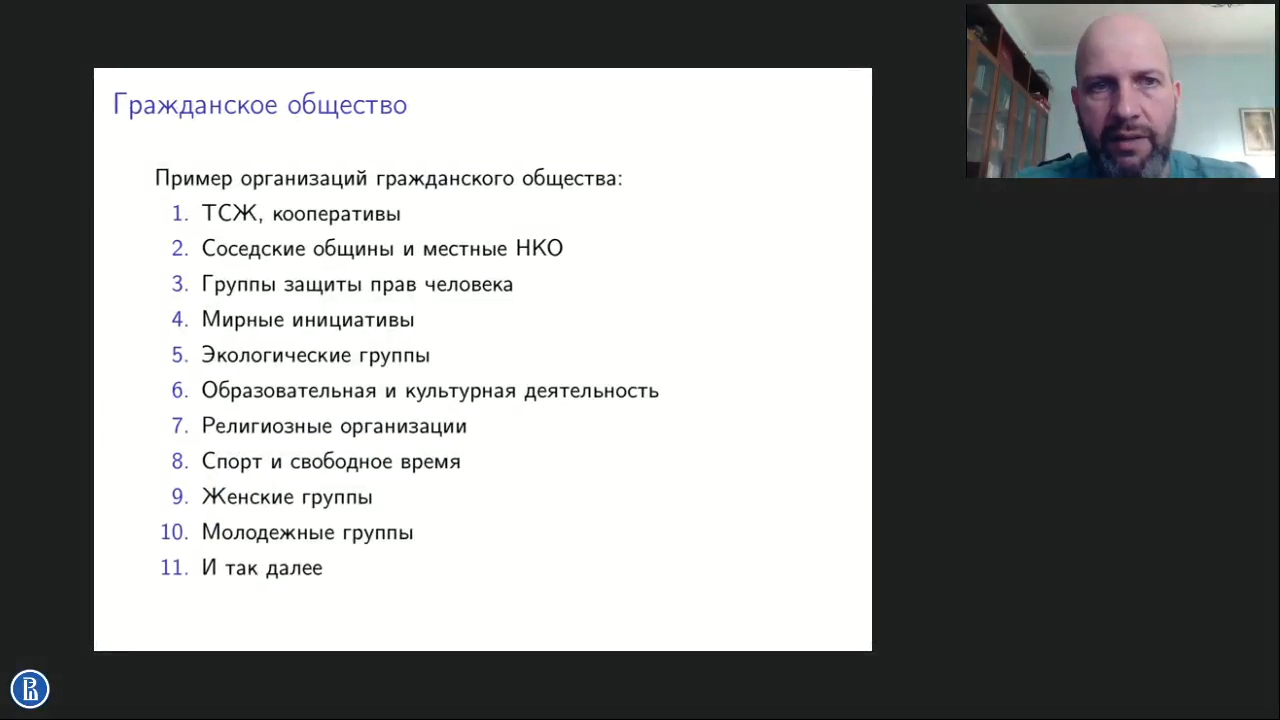 Гражданское общество
Пример организаций гражданского общества:
1. ТСЖ, кооперативы
2. Соседские общины и местные НКО
3. Группы защиты прав человека
4. Мирные инициативы
5. Экологические группы
6. Образовательная и культурная деятельность
7. Религиозные организации
8. Спорт и свободное время
9. Женские группы
10. Молодежные группы
11. И так далее